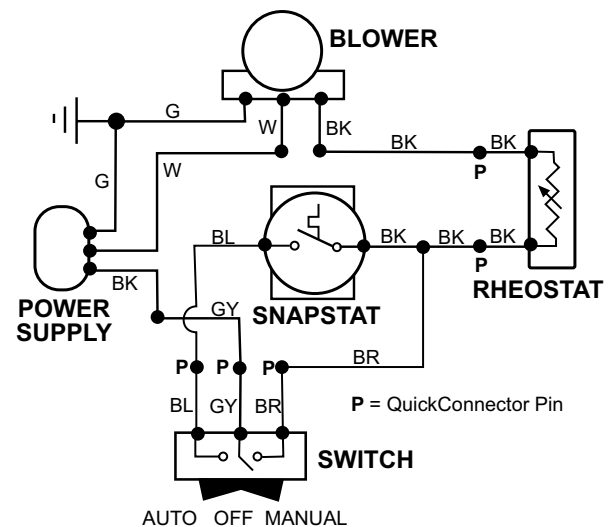 BLOWER
G
W
BK
BK
BK
P
G
W
BL
BK
BK
BK
P
RHEOSTAT
POWER
SUPPLY
BK
GY
SNAPSTAT
BR
P
P
P
BL
GY
BR
P = QuickConnector Pin
SWITCH
AUTO OFF MANUAL